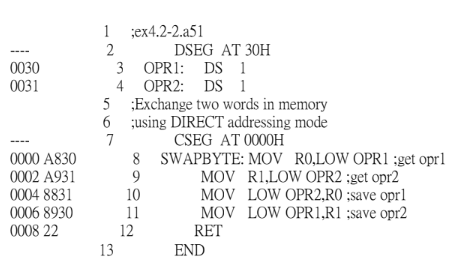 1 ;ex4.2-2.a51
---- 2 DSEG AT 30H
0030 3 OPR1: DS 1
0031 4 OPR2: DS 1
5 ;Exchange two words in memory
6 ;using DIRECT addressing mode
---- 7 CSEG AT 0000H
0000 A830 8 SWAPBYTE: MOV R0,LOW OPR1 ;get opr1
0002 A931 9 MOV R1,LOW OPR2 ;get opr2
0004 8831 10 MOV LOW OPR2,R0 ;save opr1
0006 8930 11 MOV LOW OPR1,R1 ;save opr2
0008 22 12 RET
13 END